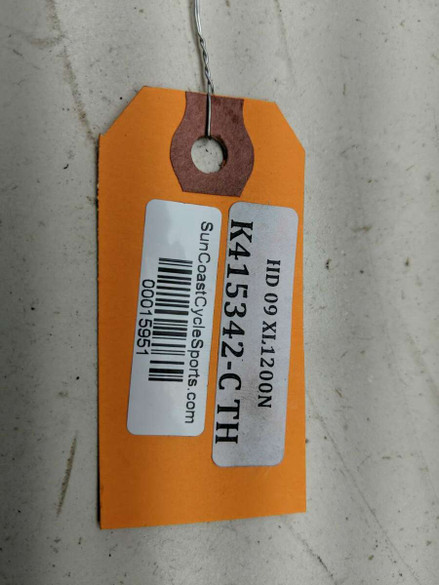 HD 09 XL1200N
K415342-C TH
SunCoastCycleSports.com
00015951